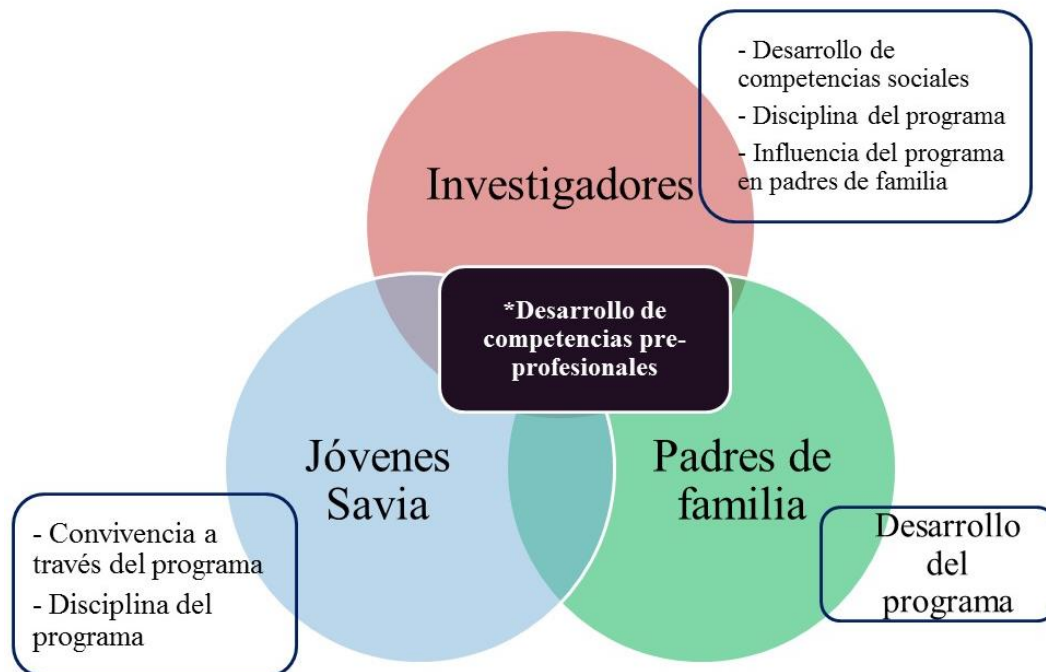 - Desarrollo de
competencias sociales
- Disciplina del programa
- Influencia del programa
en padres de familia
Investigadores
*Desarrollo de
competencias pre-
profesionales
Jóvenes
Savia
Padres de
familia
- Convivencia a
través del programa
- Disciplina del
programa
Desarrollo
del
programa